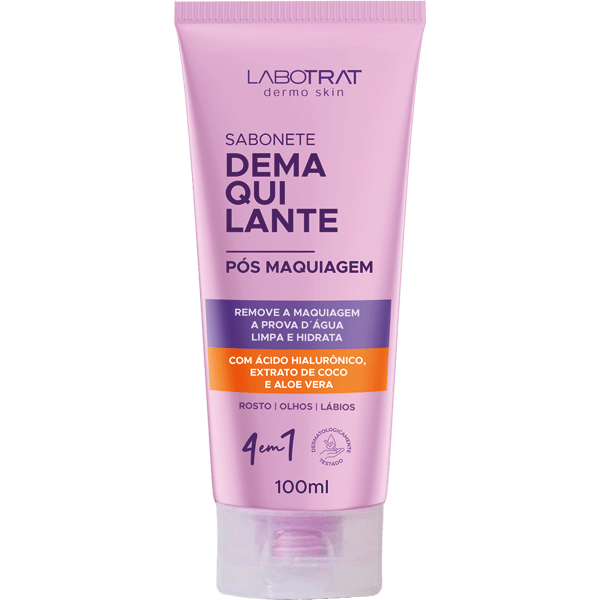 LABOTRAT
dermo skin
SABONETE
DEMA
QUI
LANTE
PÓS MAQUIAGEM
REMOVE A MAQUIAGEM
A PROVA D´ÁGUA
LIMPA E HIDRATA
COM ÁCIDO HIALURÔNICO,
EXTRATO DE COCO
E ALOE VERA
ROSTO | OLHOS | LÁBIOS
4 em 1
DERMATOLOGICAMENTE
TESTADO
100ml